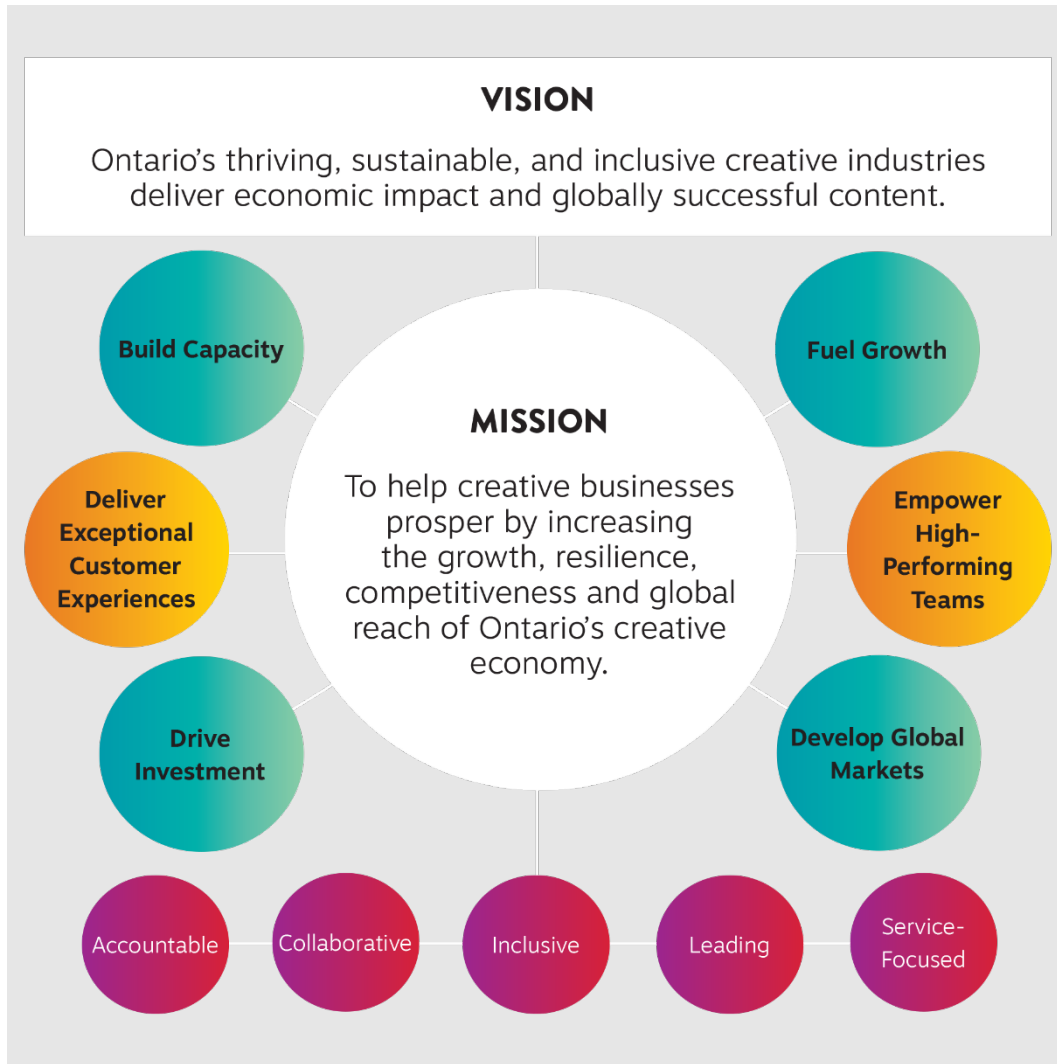 VISION
Ontario’s thriving, sustainable, and inclusive creative industries
deliver economic impact and globally successful content.
Build Capacity
Fuel Growth
MISSION
To help creative businesses
prosper by increasing
the growth, resilience,
competitiveness and global
reach of Ontario’s creative
economy.
Deliver
Exceptional
Customer
Experiences
Empower
High-
Performing
Teams
Drive
Investment
Develop Global
Markets
Accountable
Collaborative
Inclusive
Leading
Service-
Focused